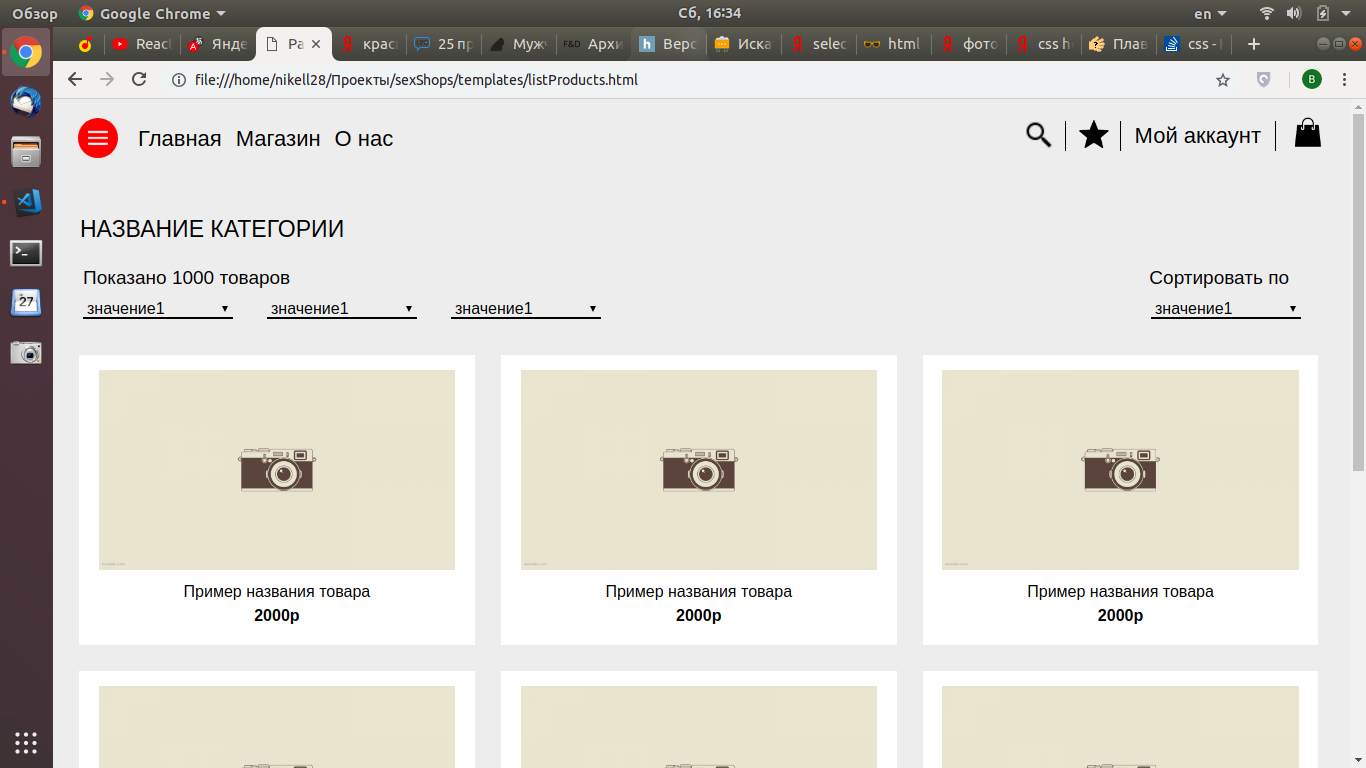 Обзор Google Chrome Сб, 16:34 en
React Янде Ра крас 25 пр Мужч F&D Архи Верс Иска selec html фото css h Плав css -
file:///home/nikell28/Проекты/sexShops/templates/listProducts.html B
Главная Магазин О нас Мой аккаунт
НАЗВАНИЕ КАТЕГОРИИ
Показано 1000 товаров Сортировать по
значение1 значение1 значение1 значение1
Пример названия товара Пример названия товара Пример названия товара
2000р 2000р 2000р
27